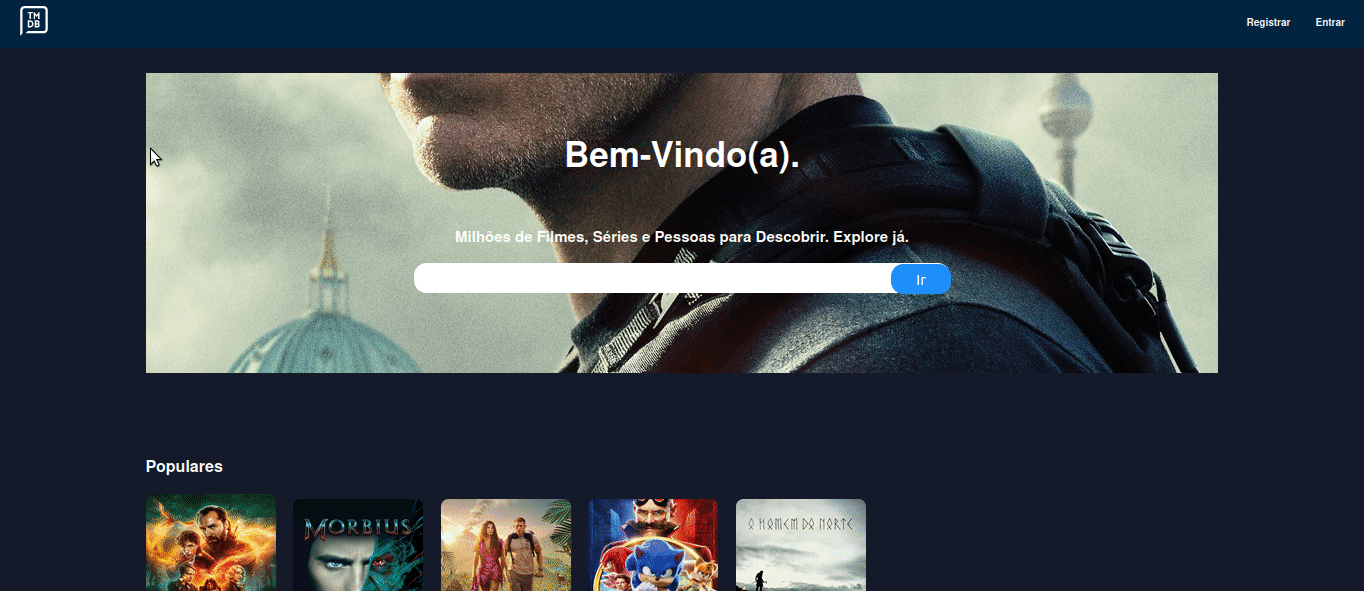 TM
DB
Registrar
Entrar
Bem-Vindo(a).
Milhões de Filmes, Séries e Pessoas para Descobrir. Explore já.
Ir
Populares
MORBIUS
O HOMEM DO NORTE